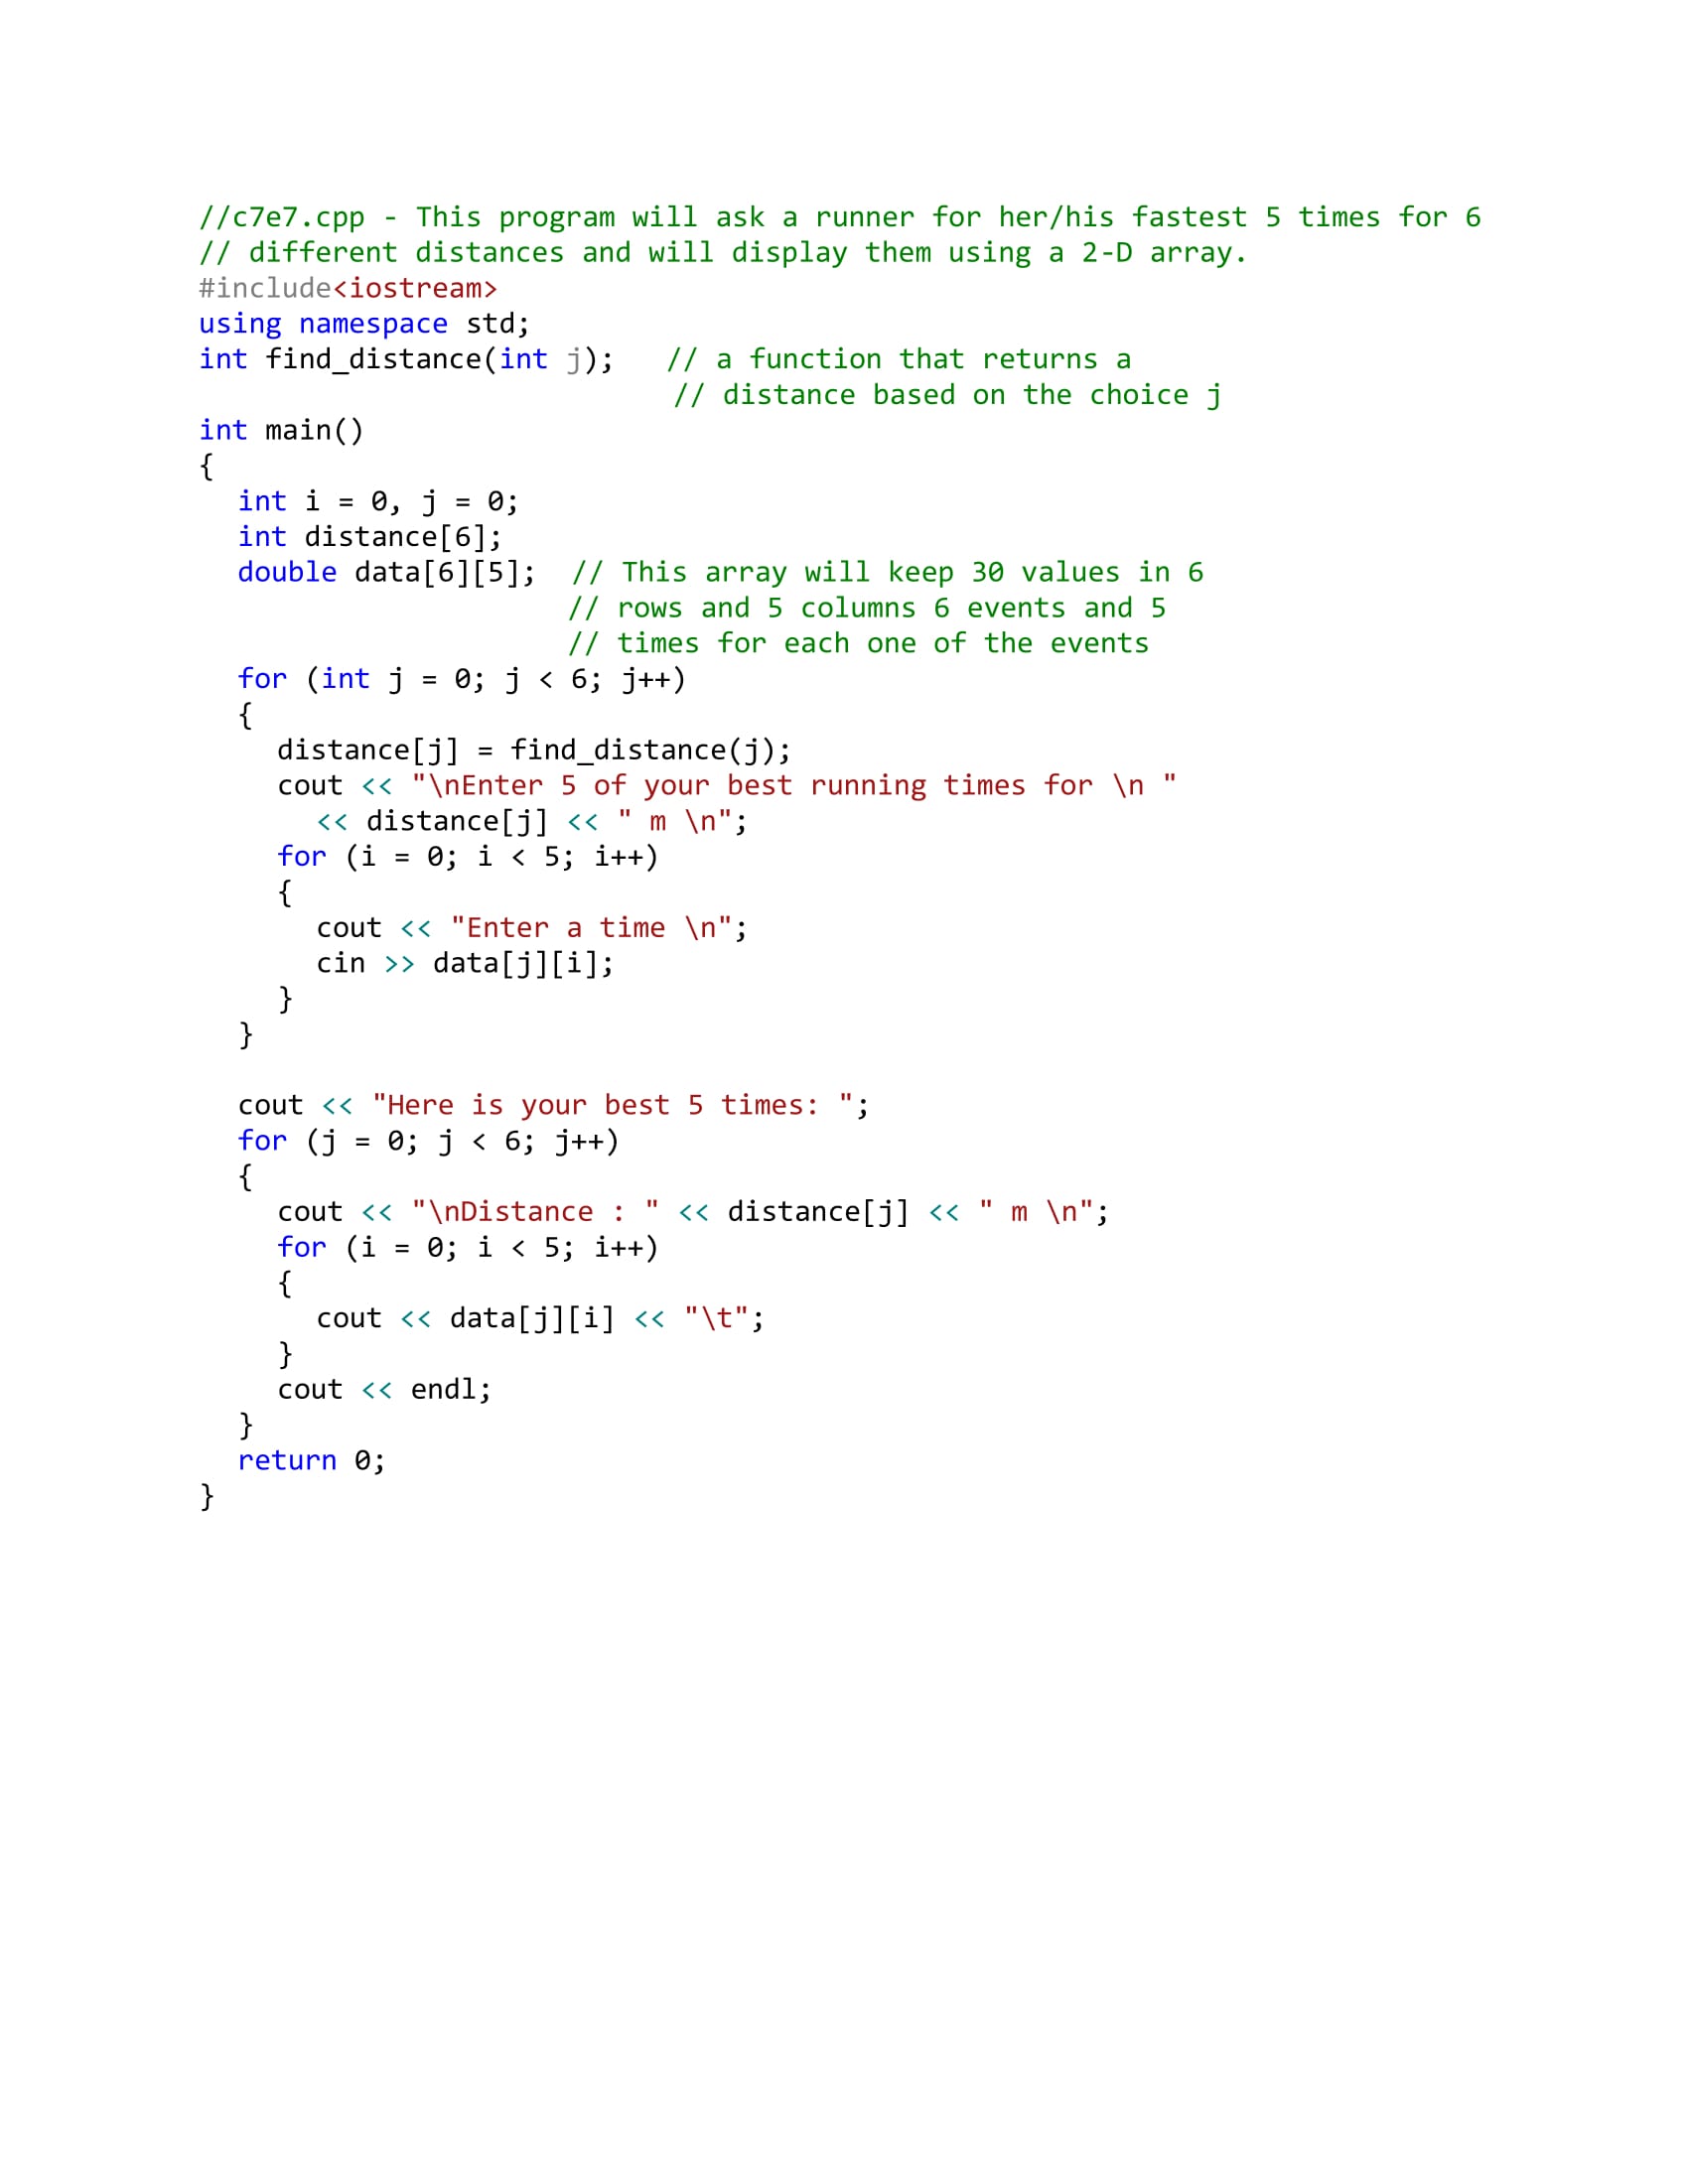 //c7e7.cpp - This program will ask a runner for her/his fastest 5 times for 6
// different distances and will display them using a 2-D array.
#include<iostream>
using namespace std;
int find_distance(int j);   // a function that returns a
// distance based on the choice j
int main()
{
int i = 0, j = 0;
int distance[6];
double data[6][5];  // This array will keep 30 values in 6
// rows and 5 columns 6 events and 5
// times for each one of the events
for (int j = 0; j < 6; j++)
{
distance[j] = find_distance(j);
cout << "\nEnter 5 of your best running times for \n "
<< distance[j] << " m \n";
for (i = 0; i < 5; i++)
{
cout << "Enter a time \n";
cin >> data[j][i];
}
}
cout << "Here is your best 5 times: ";
for (j = 0; j < 6; j++)
{
cout << "\nDistance : " << distance[j] << " m \n";
for (i = 0; i < 5; i++)
{
cout << data[j][i] << "\t";
}
cout << endl;
}
return 0;
}